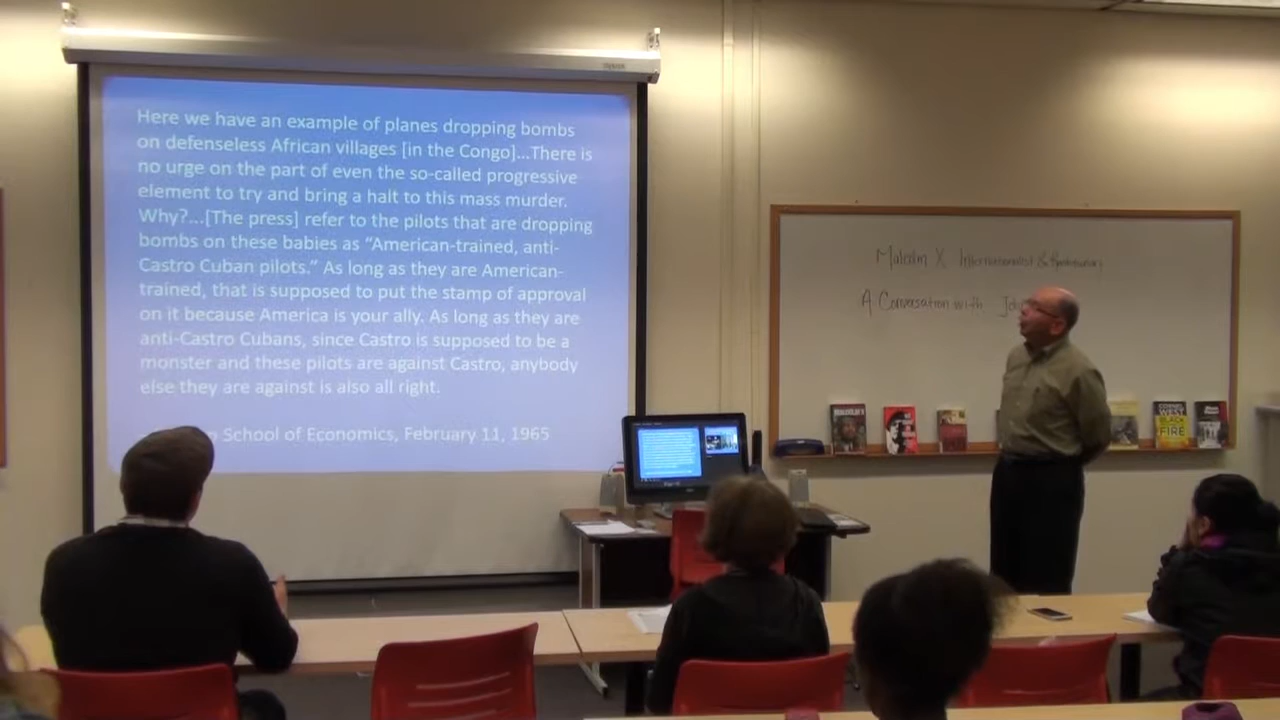 Here we have an example of planes dropping bombs
on defenseless African villages [in the Congo]...There is
no urge on the part of even the so-called progressive
element to try and bring a halt to this mass murder.
Why?...[The press] refer to the pilots that are dropping
bombs on these babies as “American-trained, anti-
Castro Cuban pilots.” As long as they are American-
trained, that is supposed to put the stamp of approval
on it because America is your ally. As long as they are
anti-Castro Cubans, since Castro is supposed to be a
monster and these pilots are against Castro, anybody
else they are against is also all right.
School of Economics, February 11, 1965
Malcolm X Internationalist &
A Conversation with
CORNEL
WEST
BLACK
FIRE